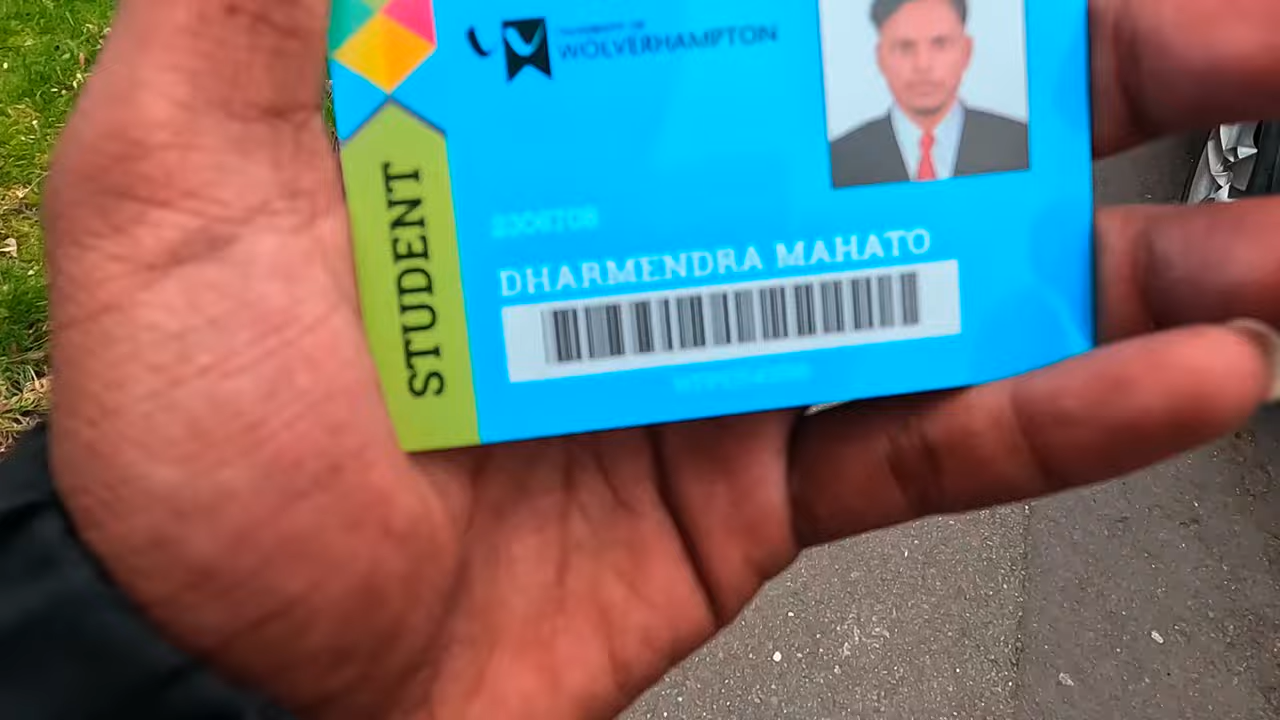 UNIVERSITY OF
WOLVERHAMPTON
STUDENT
DHARMENDRA MAHATO